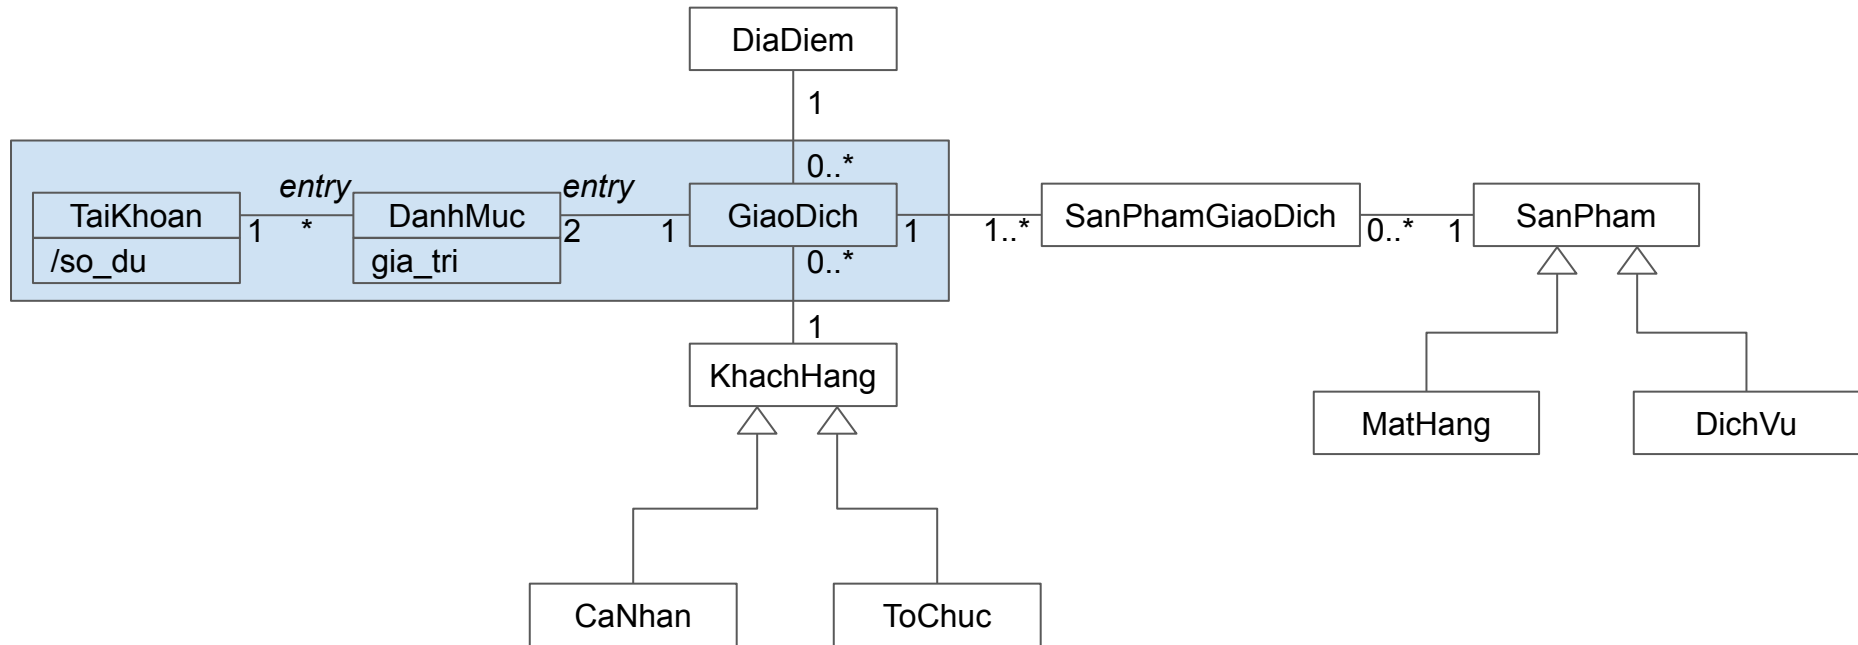 DiaDiem
1
0..*
entry
entry
TaiKhoan
1
*
DanhMuc
2
1
GiaoDich
1
1..*
SanPhamGiaoDich
0..*
1
SanPham
/so_du
gia_tri
0..*
1
KhachHang
MatHang
DichVu
CaNhan
ToChuc